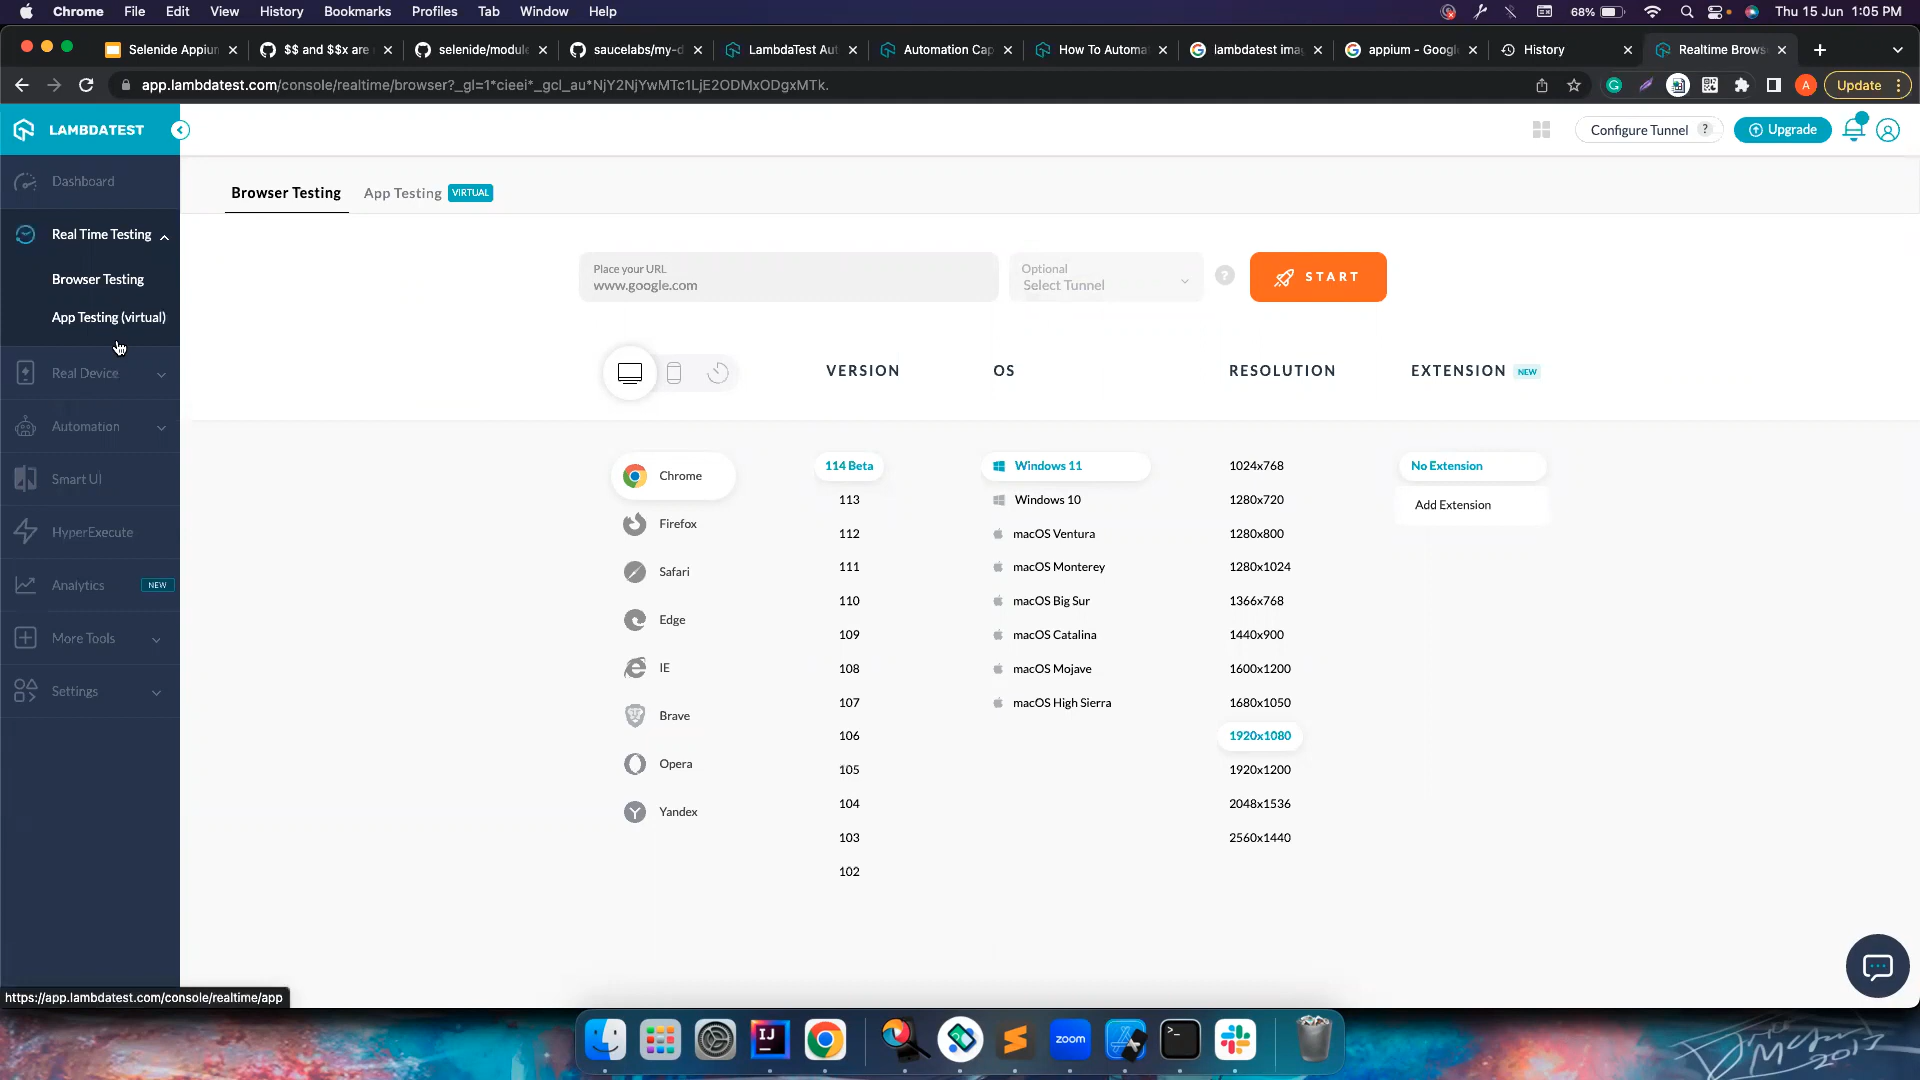 Chrome File Edit View History Bookmarks Profiles Tab Window Help 68% Thu 15 Jun 1:05 PM
Selenide Appiun $$ and $$x are selenide/module saucelabs/my-d LambdaTest Aut Automation Cap How To Automa lambdatest ima appium - Googl History Realtime Brows
app.lambdatest.com/console/realtime/browser?_gl=1*cieei*_gcl_au*NjY2NjYwMTc1LjE2ODMxODgxMTk. A Update
LAMBDATEST Configure Tunnel ? Upgrade
Dashboard
Browser Testing App Testing VIRTUAL
Real Time Testing
Browser Testing
App Testing (virtual)
Real Device
Automation
Smart UI
HyperExecute
Analytics NEW
More Tools
Settings
Place your URL
www.google.com
Optional
Select Tunnel
?
START
VERSION OS RESOLUTION EXTENSION NEW
Chrome
Firefox
Safari
Edge
IE
Brave
Opera
Yandex
114 Beta
113
112
111
110
109
108
107
106
105
104
103
102
Windows 11
Windows 10
macOS Ventura
macOS Monterey
macOS Big Sur
macOS Catalina
macOS Mojave
macOS High Sierra
1024x768
1280x720
1280x800
1280x1024
1366x768
1440x900
1600x1200
1680x1050
1920x1080
1920x1200
2048x1536
2560x1440
No Extension
Add Extension
https://app.lambdatest.com/console/realtime/app
IJ
zoom
2017